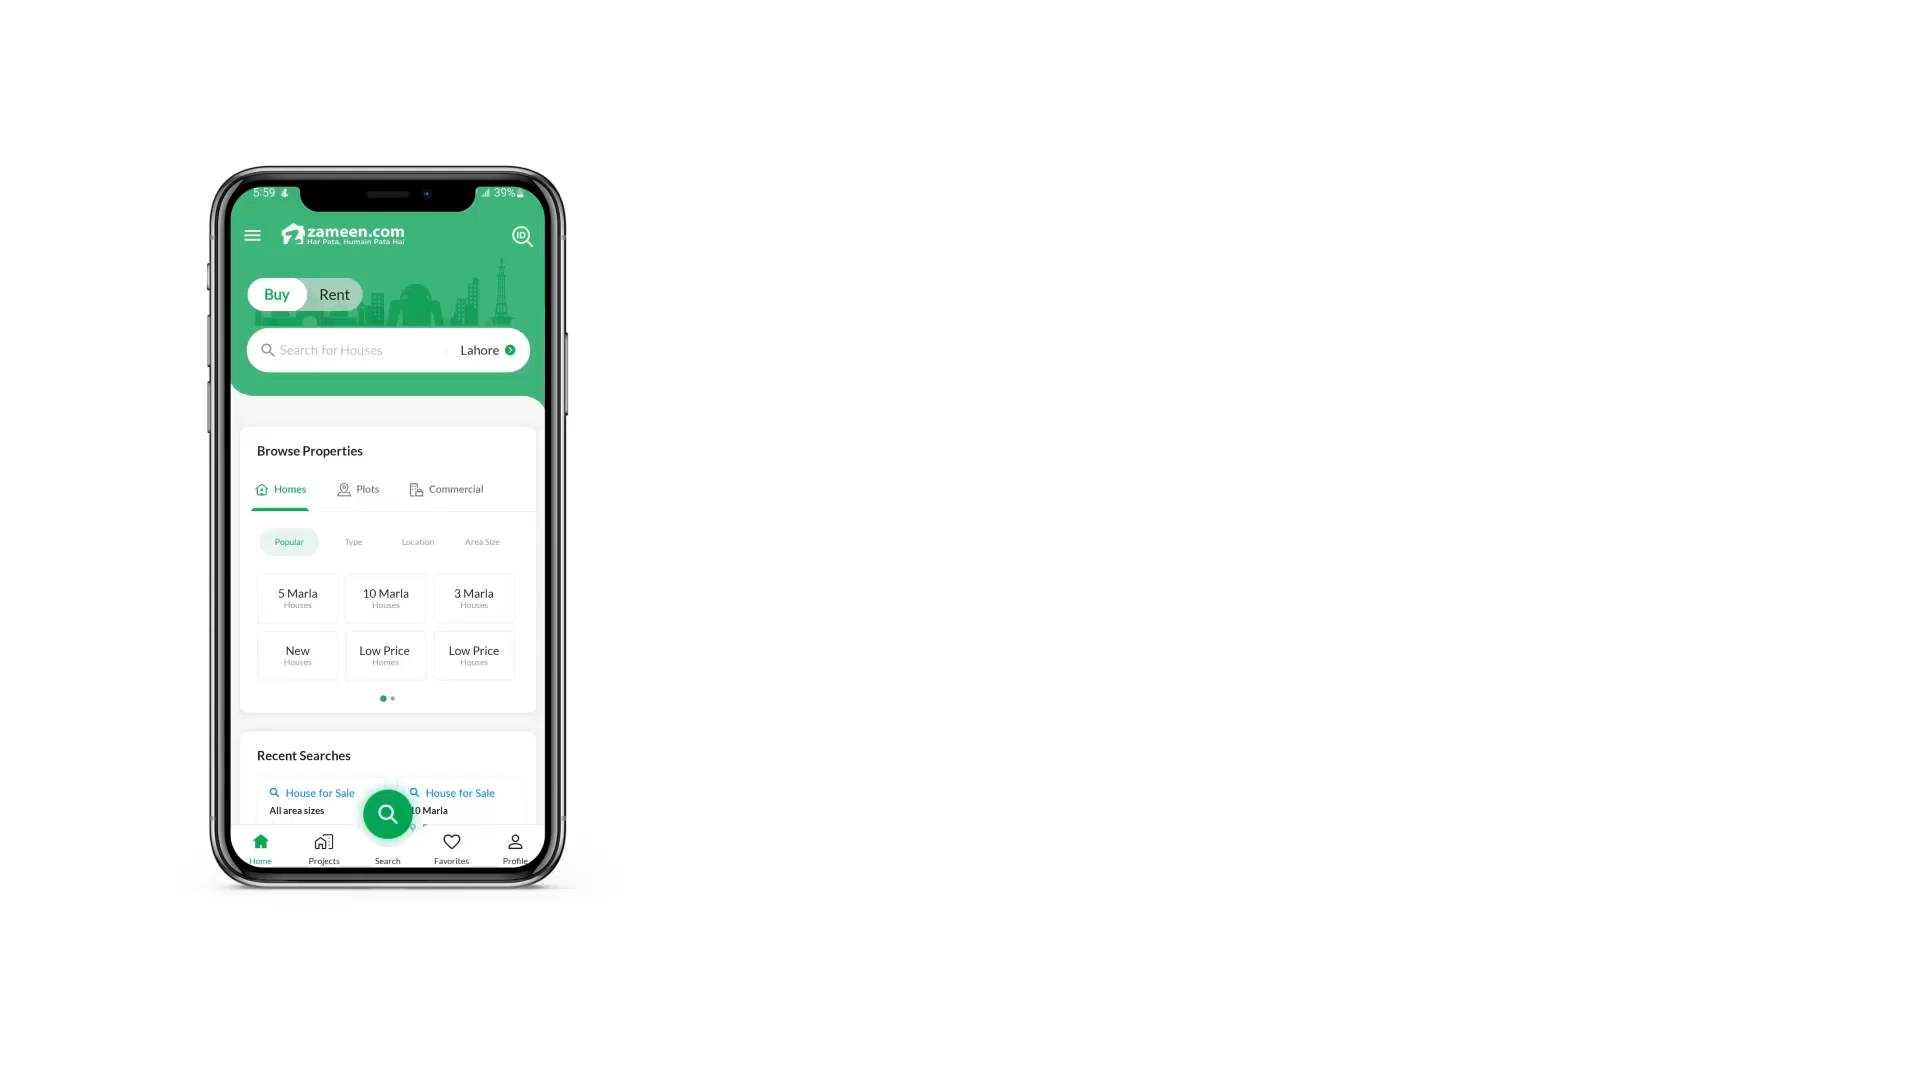 5:59 39%
zameen.com
Har Pata, Humain Pata Hai
ID
Buy Rent
Search for Houses Lahore
Browse Properties
Homes Plots Commercial
Popular Type Location Area Size
5 Marla 10 Marla 3 Marla
Houses Houses Houses
New Low Price Low Price
Houses Homes Houses
Recent Searches
House for Sale House for Sale
All area sizes 10 Marla
Home Projects Search Favorites Profile